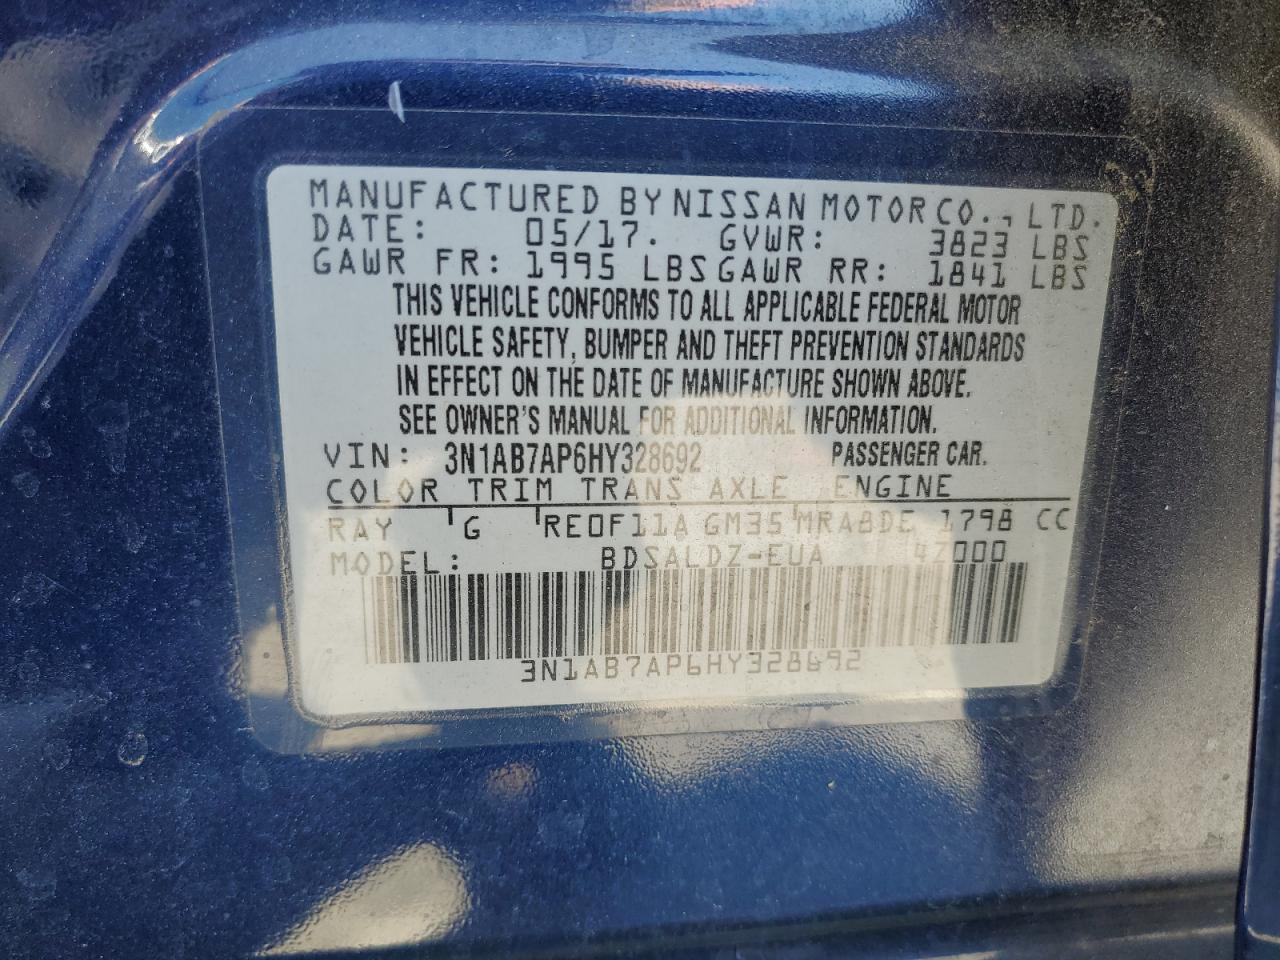 MANUFACTURED BY NISSAN MOTOR CO., LTD.
DATE: 05/17. GVWR: 3823 LBS
GAWR FR: 1995 LBS GAWR RR: 1841 LBS
THIS VEHICLE CONFORMS TO ALL APPLICABLE FEDERAL MOTOR
VEHICLE SAFETY, BUMPER AND THEFT PREVENTION STANDARDS
IN EFFECT ON THE DATE OF MANUFACTURE SHOWN ABOVE.
SEE OWNER'S MANUAL FOR ADDITIONAL INFORMATION.
VIN: 3N1AB7AP6HY328692 PASSENGER CAR.
COLOR TRIM TRANS AXLE ENGINE
RAY G RE0F11A GM35 MRA8DE 1798 CC
MODEL: BDSALDZ-EUA 47000
3N1AB7AP6HY328692